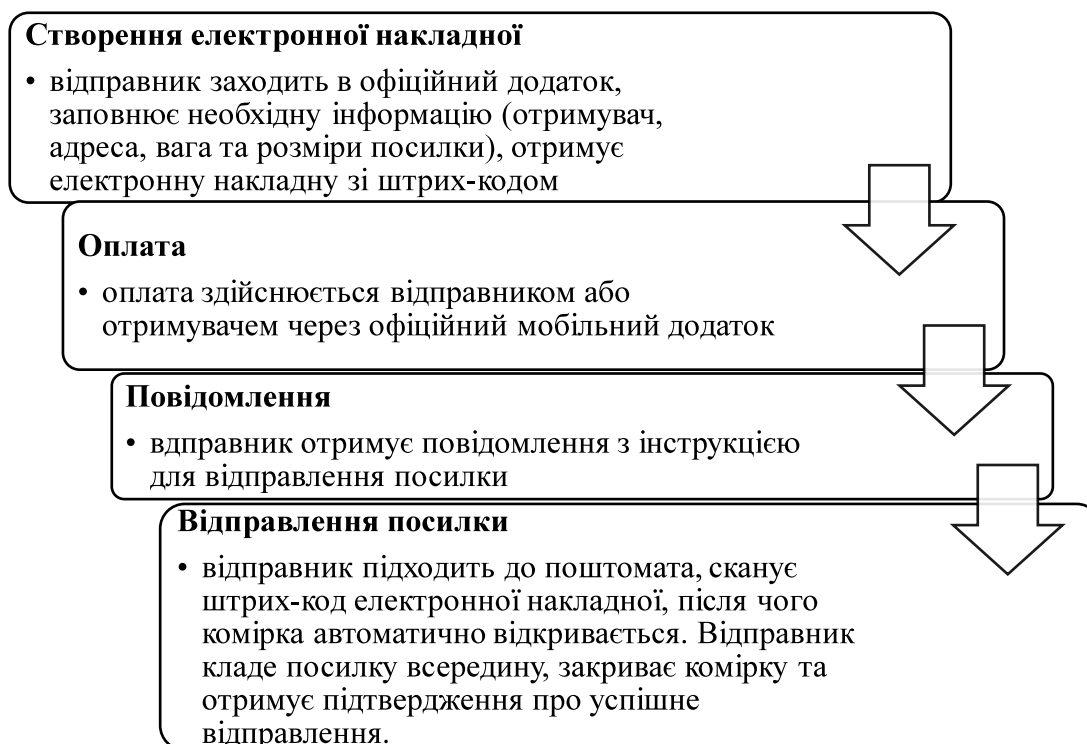 Створення електронної накладної
• відправник заходить в офіційний додаток,
заповнює необхідну інформацію (отримувач,
адреса, вага та розміри посилки), отримує
електронну накладну зі штрих-кодом
Оплата
• оплата здійснюється відправником або
отримувачем через офіційний мобільний додаток
Повідомлення
• вдправник отримує повідомлення з інструкцією
для відправлення посилки
Відправлення посилки
• відправник підходить до поштомата, сканує
штрих-код електронної накладної, після чого
комірка автоматично відкривається. Відправник
кладе посилку всередину, закриває комірку та
отримує підтвердження про успішне
відправлення.